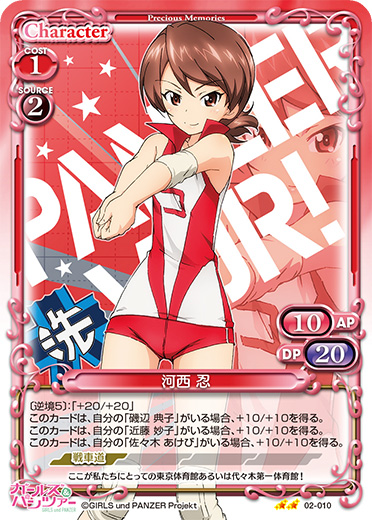 Precious Memories
Character
COST
1
SOURCE
2
PANZER
VOR!
洗
10 AP
DP 20
河西 忍
[逆境5]:「+20/+20」
このカードは、自分の「磯辺 典子」がいる場合、+10/+10を得る。
このカードは、自分の「近藤 妙子」がいる場合、+10/+10を得る。
このカードは、自分の「佐々木 あけび」がいる場合、+10/+10を得る。
戦車道
ここが私たちにとっての東京体育館あるいは代々木第一体育館!
ガールズ&パンツァー
GIRLS und PANZER
©GIRLS und PANZER Projekt
02-010